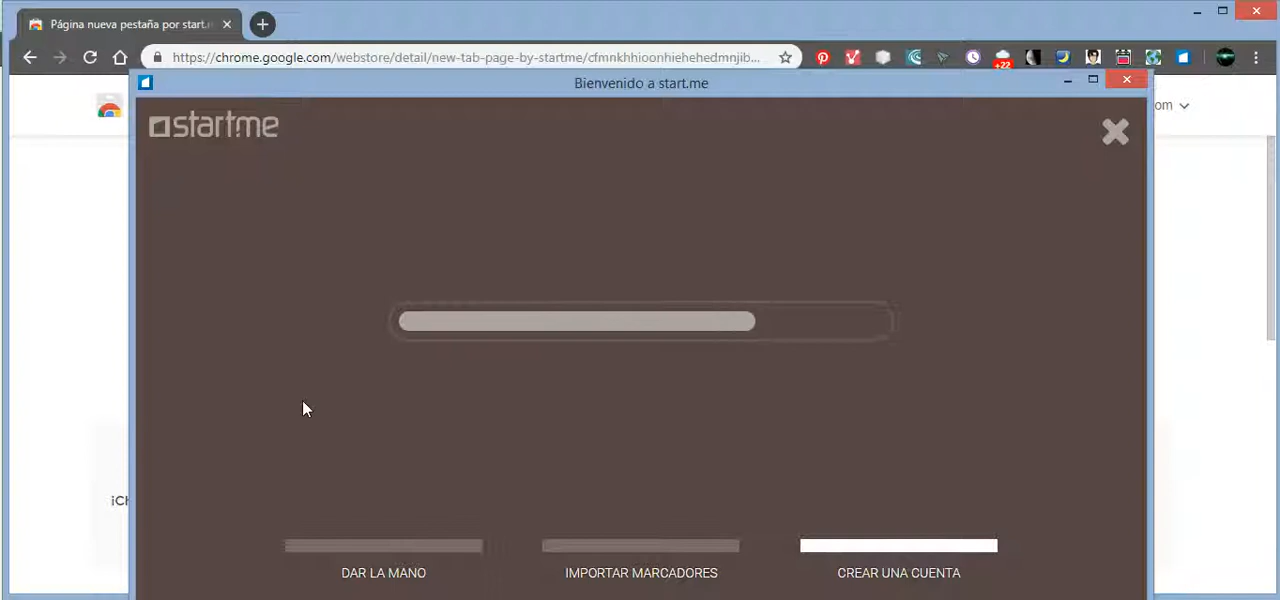 Página nueva pestaña por start.
https://chrome.google.com/webstore/detail/new-tab-page-by-startme/cfmnkhhioonhiehehedmnjib...
+22
Bienvenido a start.me
om
startme
¡Ch
DAR LA MANO
IMPORTAR MARCADORES
CREAR UNA CUENTA